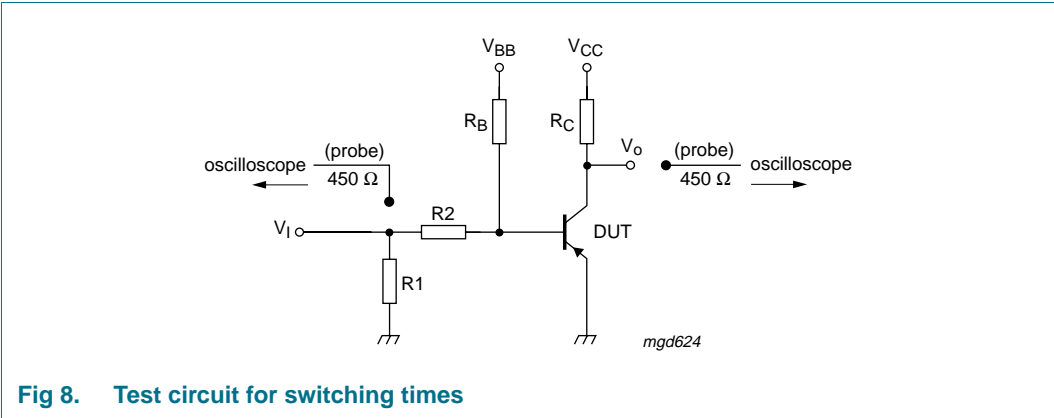 VBB
VCC
RB
RC
Vo
(probe)
oscilloscope
450 Ω
(probe)
oscilloscope
450 Ω
R2
VI
DUT
R1
mgd624
Fig 8. Test circuit for switching times